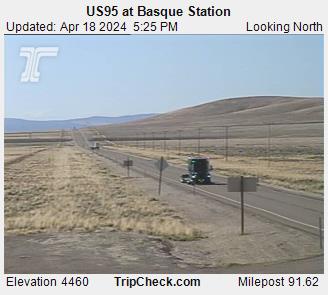 US95 at Basque Station
Updated: Apr 18 2024 5:25 PM Looking North
Elevation 4460 TripCheck.com Milepost 91.62